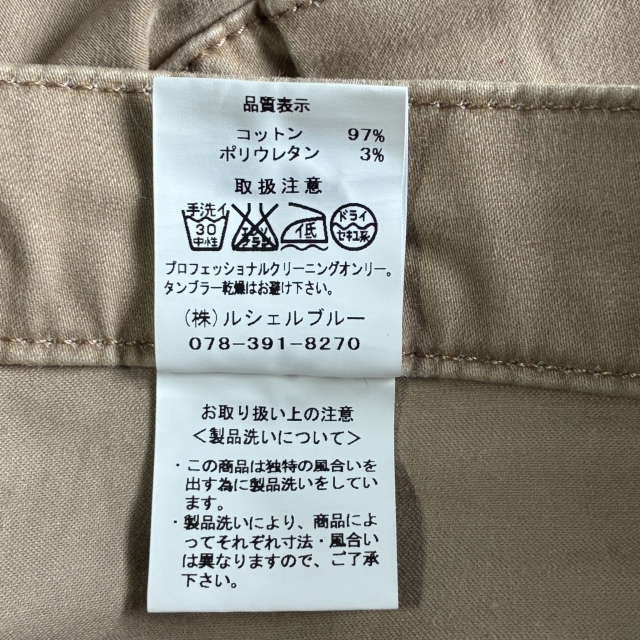 品質表示
コットン 97%
ポリウレタン 3%
取扱注意
手洗イ
30
中性
エンソ
サラシ
低
ドライ
セキユ系
プロフェッショナルクリーニングオンリー。
タンブラー乾燥はお避け下さい。
(株)ルシェルブルー
078-391-8270
お取り扱い上の注意
<製品洗いについて>
・この商品は独特の風合いを
出す為に製品洗いをしてい
ます。
・製品洗いにより、商品によ
ってそれぞれ寸法・風合い
は異なりますので、ご了承
下さい。